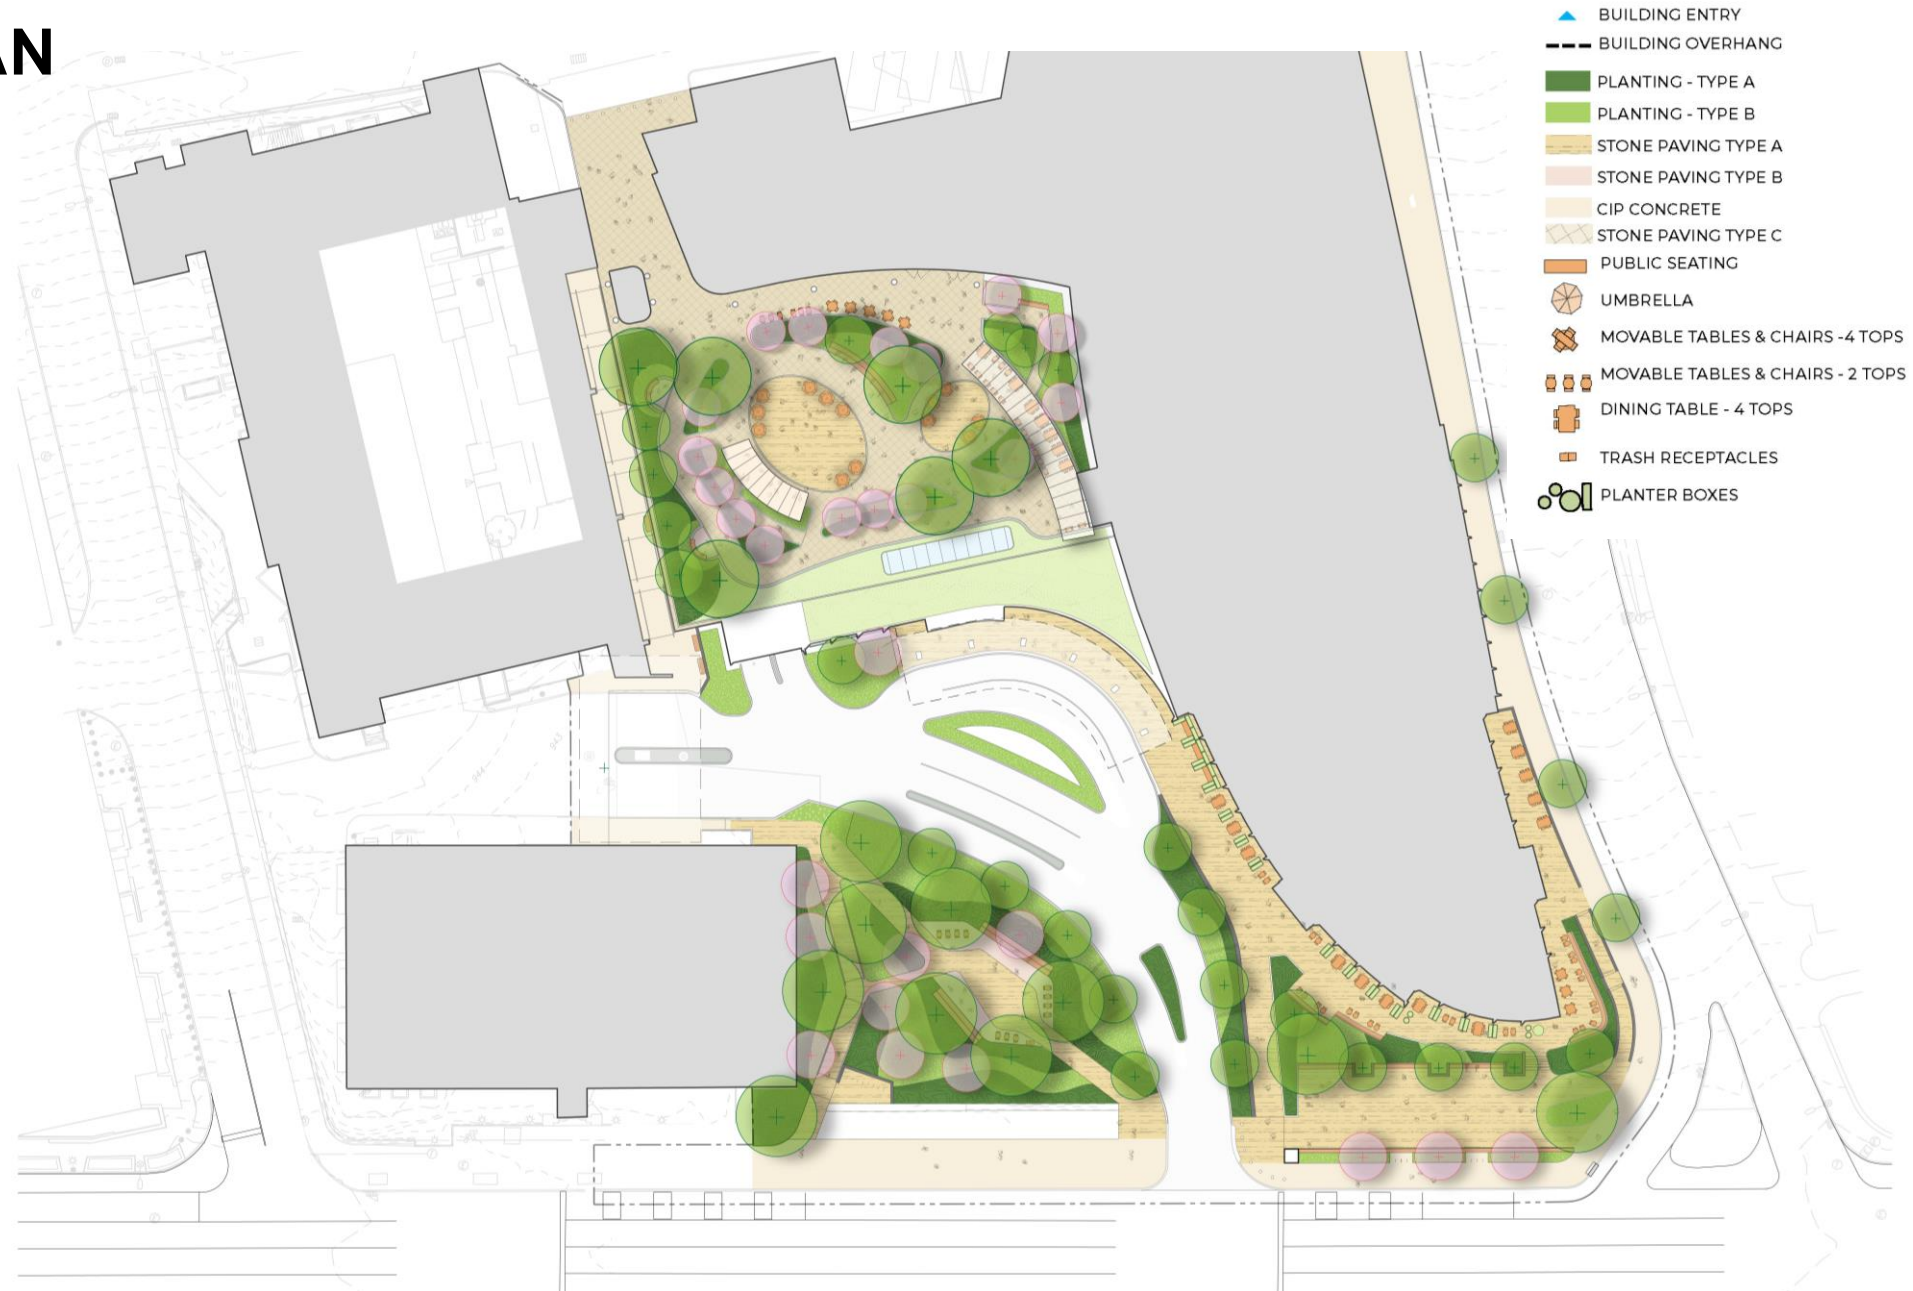 AN
BUILDING ENTRY
BUILDING OVERHANG
PLANTING - TYPE A
PLANTING - TYPE B
STONE PAVING TYPE A
STONE PAVING TYPE B
CIP CONCRETE
STONE PAVING TYPE C
PUBLIC SEATING
UMBRELLA
MOVABLE TABLES & CHAIRS -4 TOPS
MOVABLE TABLES & CHAIRS - 2 TOPS
DINING TABLE - 4 TOPS
TRASH RECEPTACLES
PLANTER BOXES
945
944